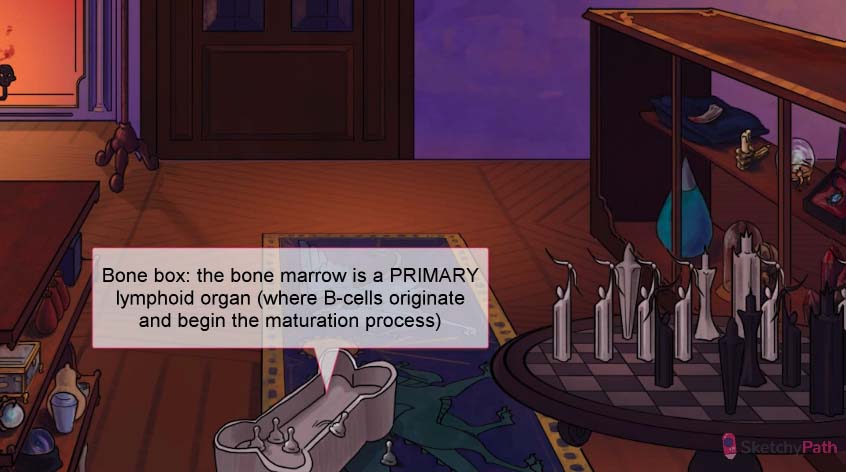 Bone box: the bone marrow is a PRIMARY
lymphoid organ (where B-cells originate
and begin the maturation process)
SketchyPath